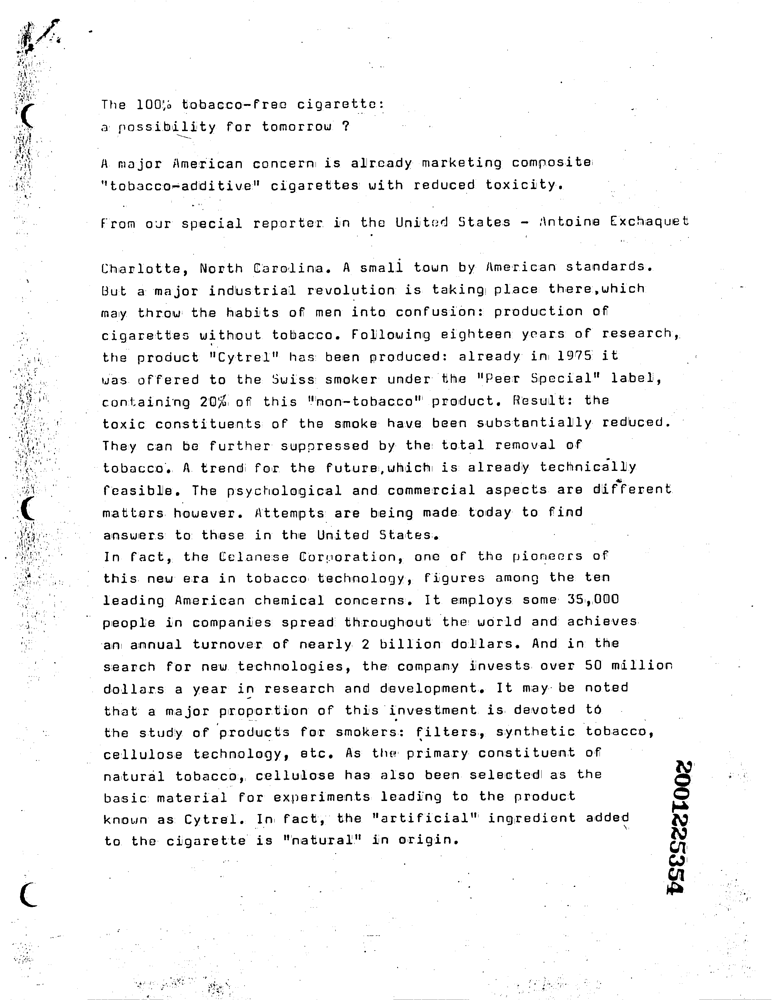 The 100% tobacco-free cigarette:
a possibility for tomorrow ?
A major American concern is already marketing composite
"tobacco-additive" cigarettes with reduced toxicity.
From our special reporter in the United States - Antoine Exchaquet
Charlotte, North Carolina. A small town by American standards.
But a major industrial revolution is taking place there,which
may throw the habits of men into confusion: production of
cigarettes without tobacco. Following eighteen years of research,
the product "Cytrel" has been produced: already in 1975 it
was offered to the Swiss smoker under the "Peer Special" label,
containing 20% of this "non-tobacco" product. Result: the
toxic constituents of the smoke have been substantially reduced.
They can be further suppressed by the total removal of
tobacco. A trend for the future,which is already technically
feasible. The psychological and commercial aspects are different
matters however. Attempts are being made today to find
answers to these in the United States.
In fact, the Celanese Corporation, one of the pioneers of
this new era in tobacco technology, figures among the ten
leading American chemical concerns. It employs some 35,000
people in companies spread throughout the world and achieves
an annual turnover of nearly 2 billion dollars. And in the
search for new technologies, the company invests over 50 million
dollars a year in research and development. It may be noted
that a major proportion of this investment is devoted to
the study of products for smokers: filters, synthetic tobacco,
cellulose technology, etc. As the primary constituent of
natural tobacco, cellulose has also been selected as the
basic material for experiments leading to the product
known as Cytrel. In fact, the "artificial" ingredient added
to the cigarette is "natural" in origin.
2001225354